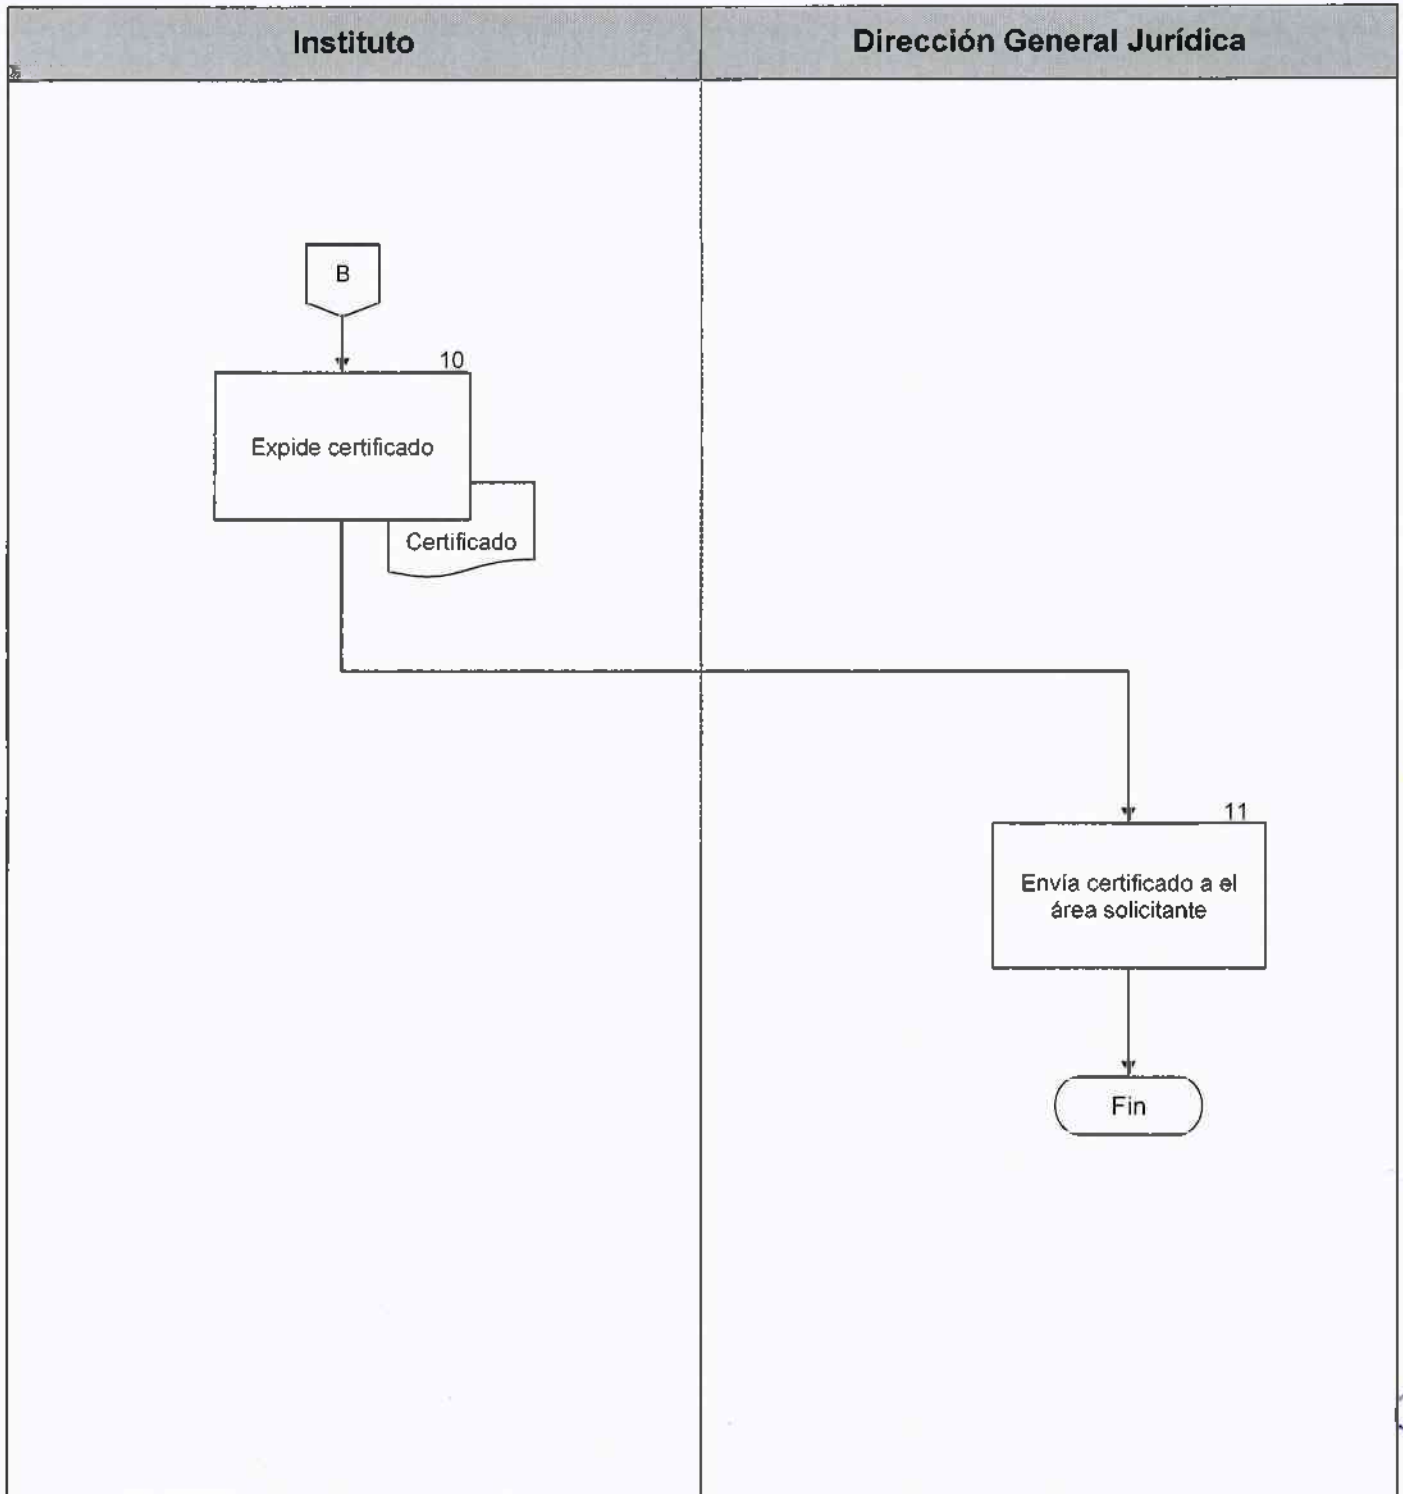 Instituto
Dirección General Jurídica
B
10
Expide certificado
Certificado
11
Envía certificado a el
área solicitante
Fin